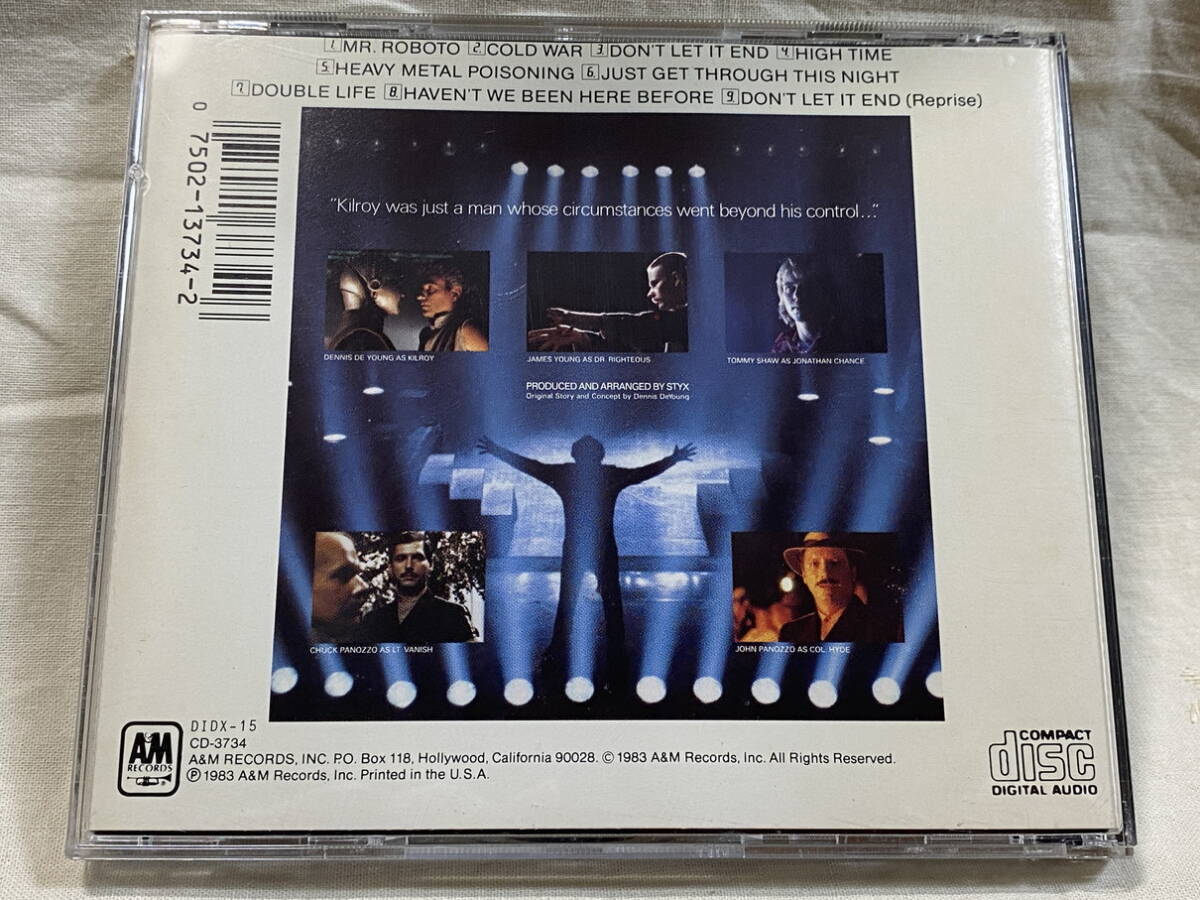 1 MR. ROBOTO 2 COLD WAR 3 DON'T LET IT END 4 HIGH TIME
5 HEAVY METAL POISONING 6 JUST GET THROUGH THIS NIGHT
7 DOUBLE LIFE 8 HAVEN'T WE BEEN HERE BEFORE 9 DON'T LET IT END (Reprise)
0 7502-13734-2
"Kilroy was just a man whose circumstances went beyond his control..."
DENNIS DE YOUNG AS KILROY
JAMES YOUNG AS DR. RIGHTEOUS
TOMMY SHAW AS JONATHAN CHANCE
PRODUCED AND ARRANGED BY STYX
Original Story and Concept by Dennis DeYoung
CHUCK PANOZZO AS LT. VANISH
JOHN PANOZZO AS COL. HYDE
DIDX-15
CD-3734
A&M RECORDS, INC. P.O. Box 118, Hollywood, California 90028. © 1983 A&M Records, Inc. All Rights Reserved.
℗ 1983 A&M Records, Inc. Printed in the U.S.A.
A&M
RECORDS
COMPACT
disc
DIGITAL AUDIO